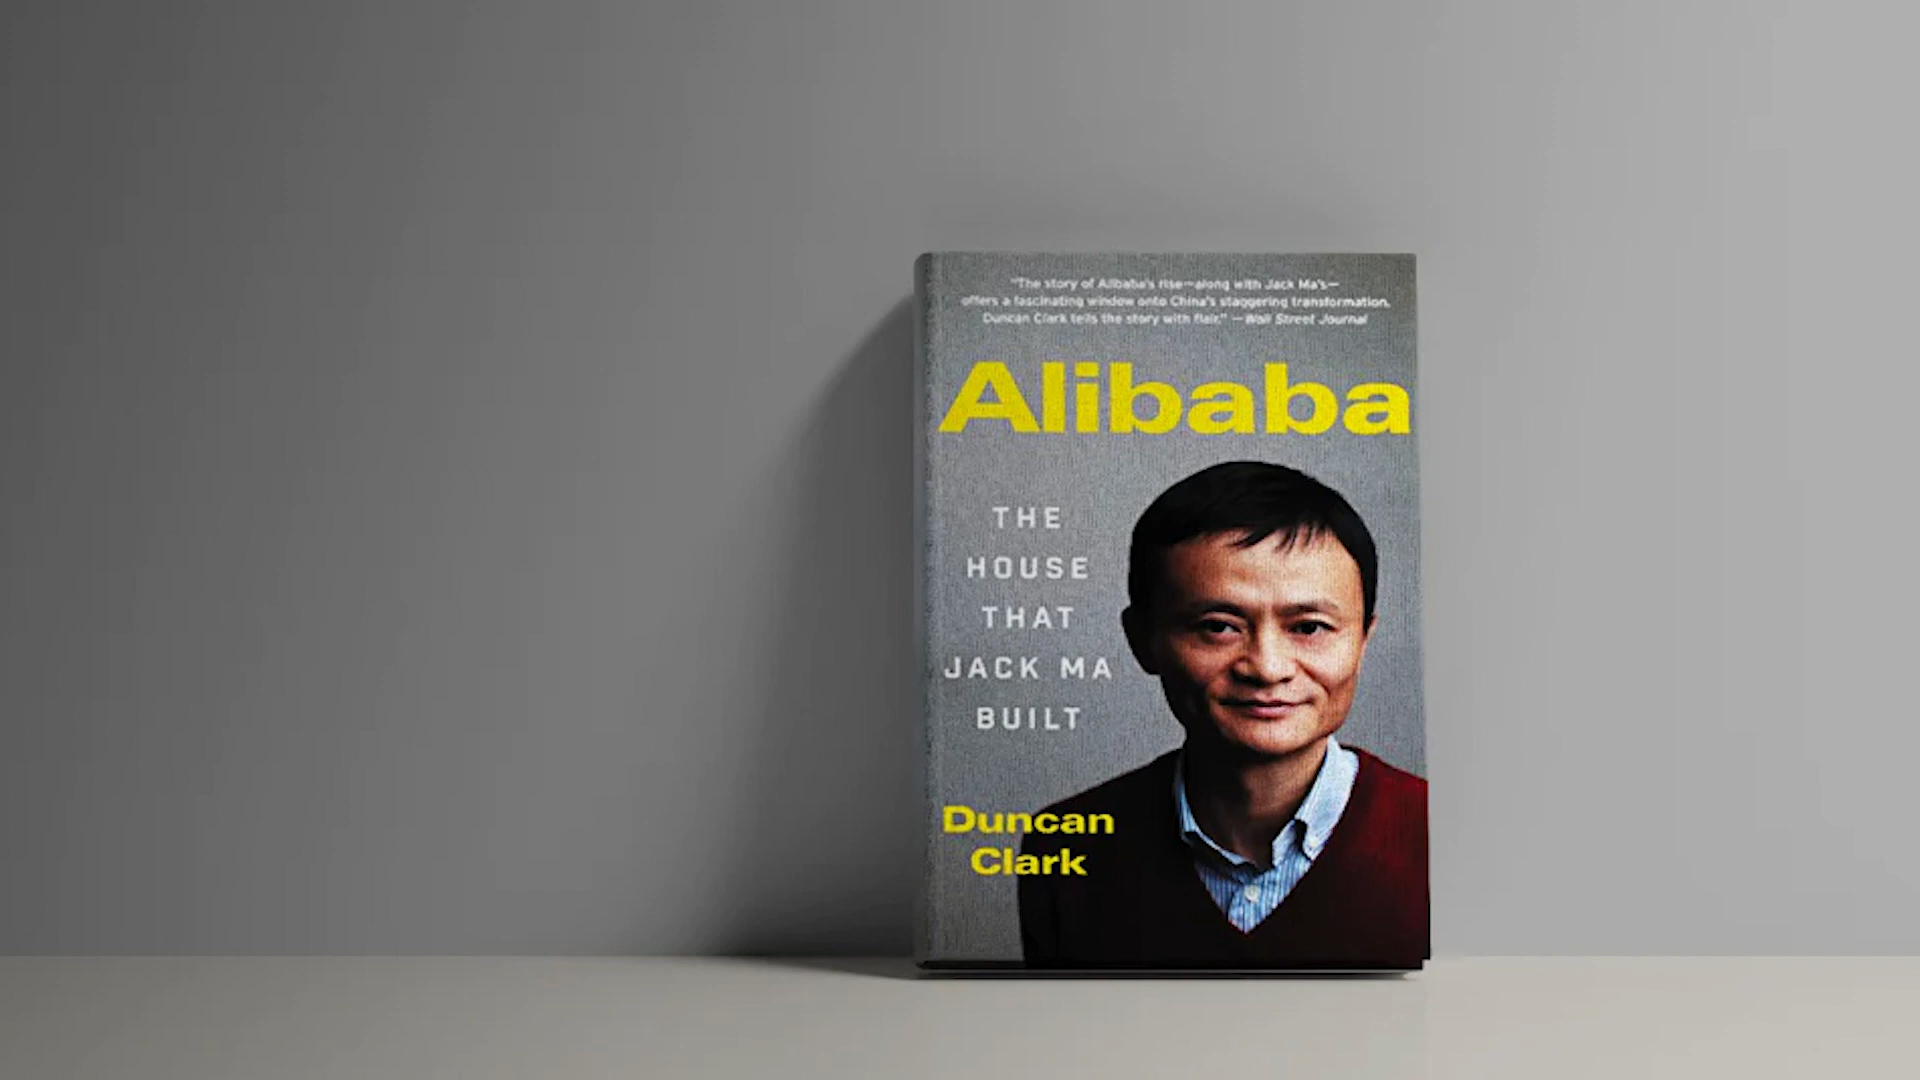 "The story of Alibaba's rise—along with Jack Ma's—
offers a fascinating window onto China's staggering transformation.
Duncan Clark tells the story with flair." —Wall Street Journal
Alibaba
THE
HOUSE
THAT
JACK MA
BUILT
Duncan
Clark